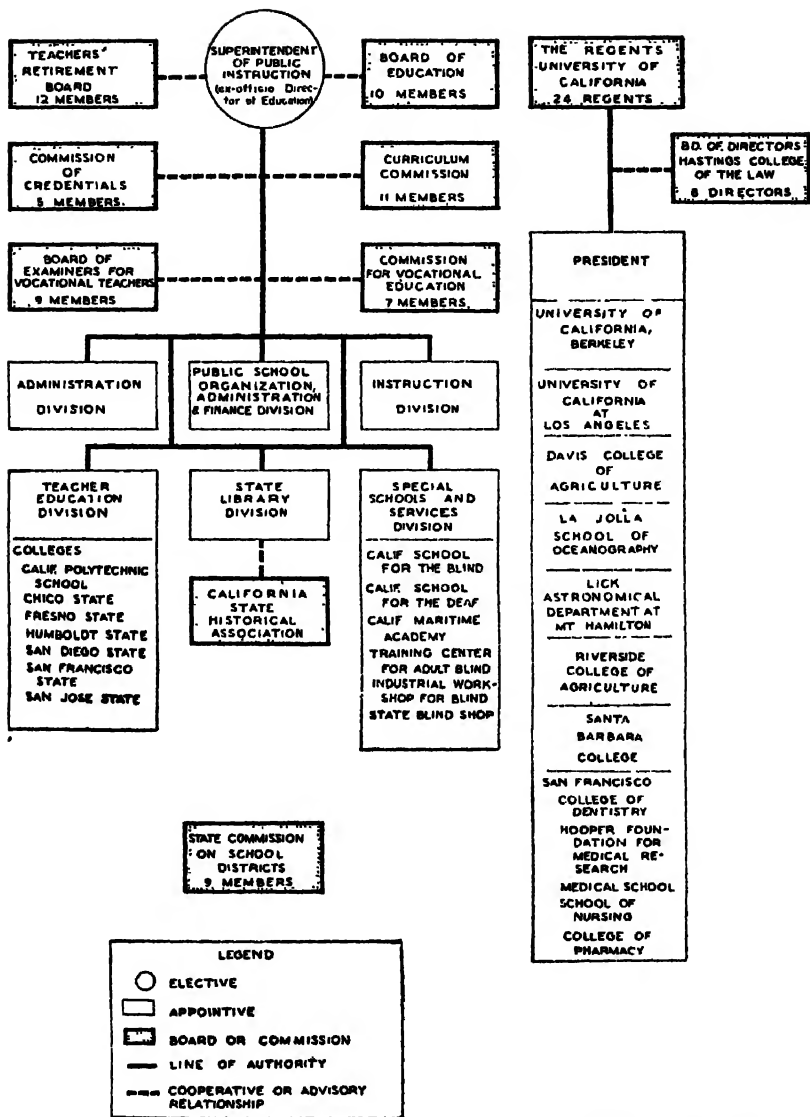 TEACHERS'
RETIREMENT
BOARD
12 MEMBERS
SUPERINTENDENT
OF PUBLIC
INSTRUCTION
(ex-officio Direc-
tor of Education)
BOARD OF
EDUCATION
10 MEMBERS
THE REGENTS
UNIVERSITY OF
CALIFORNIA
24 REGENTS
COMMISSION
OF
CREDENTIALS
5 MEMBERS.
CURRICULUM
COMMISSION
11 MEMBERS
BD. OF DIRECTORS
HASTINGS COLLEGE
OF THE LAW
8 DIRECTORS
BOARD OF
EXAMINERS FOR
VOCATIONAL TEACHERS
9 MEMBERS
COMMISSION
FOR VOCATIONAL
EDUCATION
7 MEMBERS
ADMINISTRATION
DIVISION
PUBLIC SCHOOL
ORGANIZATION,
ADMINISTRATION
& FINANCE DIVISION
INSTRUCTION
DIVISION
TEACHER
EDUCATION
DIVISION
COLLEGES
CALIF. POLYTECHNIC
SCHOOL
CHICO STATE
FRESNO STATE
HUMBOLDT STATE
SAN DIEGO STATE
SAN FRANCISCO
STATE
SAN JOSE STATE
STATE
LIBRARY
DIVISION
CALIFORNIA
STATE
HISTORICAL
ASSOCIATION
SPECIAL
SCHOOLS AND
SERVICES
DIVISION
CALIF SCHOOL
FOR THE BLIND
CALIF. SCHOOL
FOR THE DEAF
CALIF MARITIME
ACADEMY
TRAINING CENTER
FOR ADULT BLIND
INDUSTRIAL WORK-
SHOP FOR BLIND
STATE BLIND SHOP
PRESIDENT
UNIVERSITY OF
CALIFORNIA,
BERKELEY
UNIVERSITY OF
CALIFORNIA
AT
LOS ANGELES
DAVIS COLLEGE
OF
AGRICULTURE
LA JOLLA
SCHOOL OF
OCEANOGRAPHY
LICK
ASTRONOMICAL
DEPARTMENT AT
MT HAMILTON
RIVERSIDE
COLLEGE OF
AGRICULTURE
SANTA
BARBARA
COLLEGE
SAN FRANCISCO
COLLEGE OF
DENTISTRY
HOOPER FOUN-
DATION FOR
MEDICAL RE-
SEARCH
MEDICAL SCHOOL
SCHOOL OF
NURSING
COLLEGE OF
PHARMACY
STATE COMMISSION
ON SCHOOL
DISTRICTS
9 MEMBERS
LEGEND
ELECTIVE
APPOINTIVE
BOARD OR COMMISSION
LINE OF AUTHORITY
COOPERATIVE OR ADVISORY
RELATIONSHIP